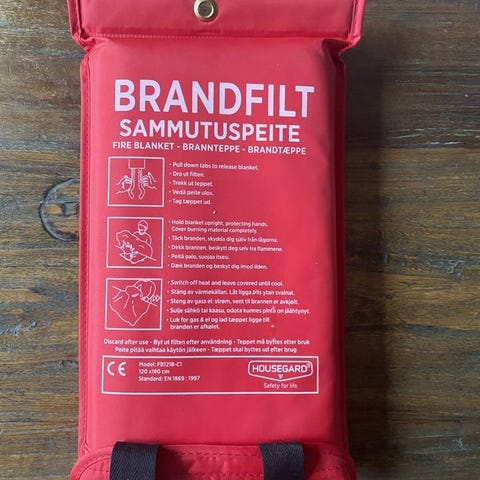 BRANDFILT
SAMMUTUSPEITE
FIRE BLANKET - BRANNTEPPE - BRANDTÆPPE
• Pull down tabs to release blanket.
• Dra ut filten.
• Trekk ut teppet.
• Vedä peite ulos.
• Tag tæppet ud.
• Hold blanket upright, protecting hands.
Cover burning material completely.
• Täck branden, skydda dig själv från lågorna.
• Dekk brannen, beskytt deg selv fra flammene.
• Peitä palo, suojaa itsesi.
• Dæk branden og beskyt dig imod ilden.
• Switch off heat and leave covered until cool.
• Stäng av värmekällan. Låt ligga tills ytan svalnat.
• Steng av gass el. strøm, vent til brannen er avkjølt.
• Sulje sähkö tai kaasu, odota kunnes pinta on jäähtynyt.
• Luk for gas & el og lad tæppet ligge til
branden er afkølet.
Discard after use - Byt ut filten efter användning - Teppet må byttes etter bruk
Peite pitää vaihtaa käytön jälkeen - Tæppet skal byttes ud efter brug
CE
Model: FB1218-C1
120 x180 cm
Standard: EN 1869 : 1997
HOUSEGARD
Safety for life